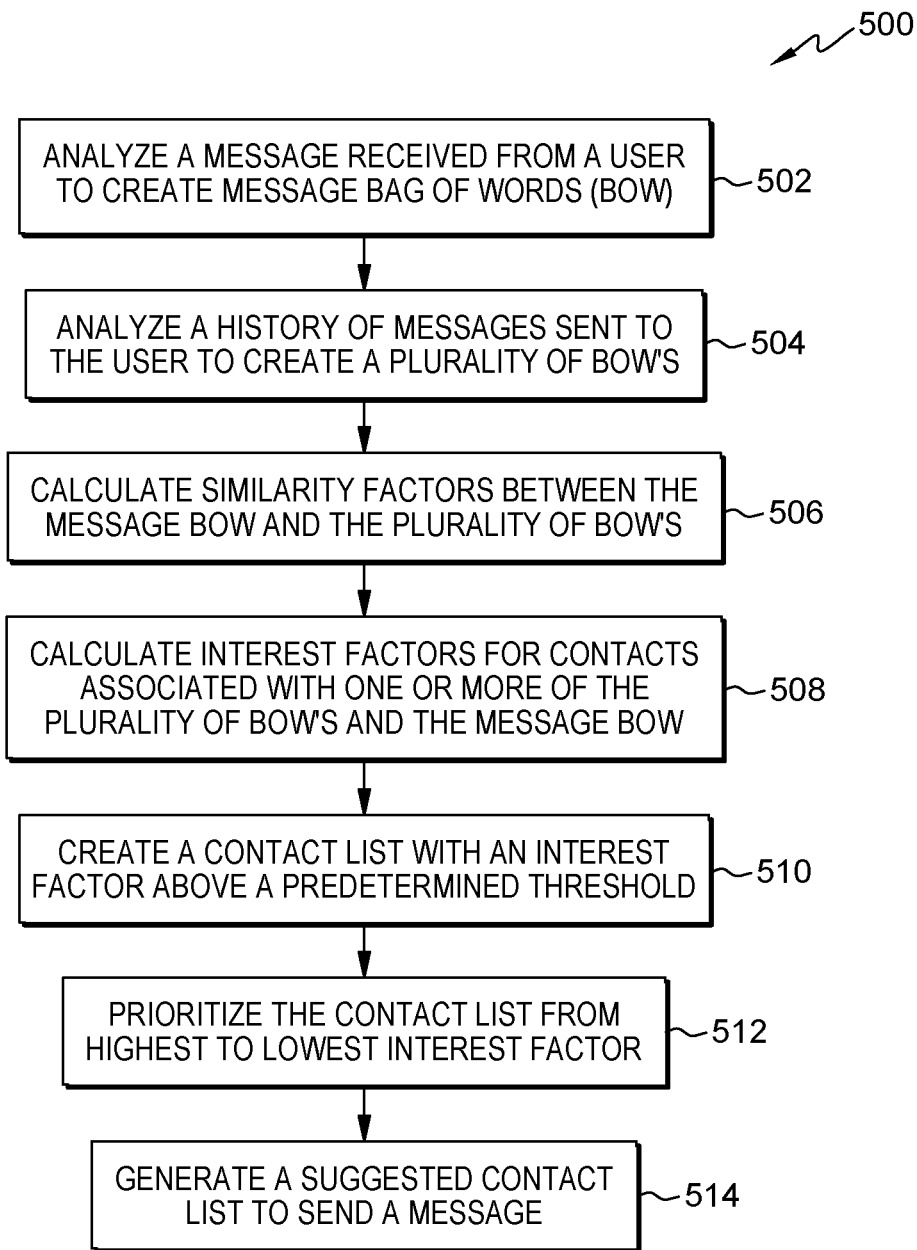 500
ANALYZE A MESSAGE RECEIVED FROM A USER
TO CREATE MESSAGE BAG OF WORDS (BOW)
502
ANALYZE A HISTORY OF MESSAGES SENT TO
THE USER TO CREATE A PLURALITY OF BOW'S
504
CALCULATE SIMILARITY FACTORS BETWEEN THE
MESSAGE BOW AND THE PLURALITY OF BOW'S
506
CALCULATE INTEREST FACTORS FOR CONTACTS
ASSOCIATED WITH ONE OR MORE OF THE
PLURALITY OF BOW'S AND THE MESSAGE BOW
508
CREATE A CONTACT LIST WITH AN INTEREST
FACTOR ABOVE A PREDETERMINED THRESHOLD
510
PRIORITIZE THE CONTACT LIST FROM
HIGHEST TO LOWEST INTEREST FACTOR
512
GENERATE A SUGGESTED CONTACT
LIST TO SEND A MESSAGE
514